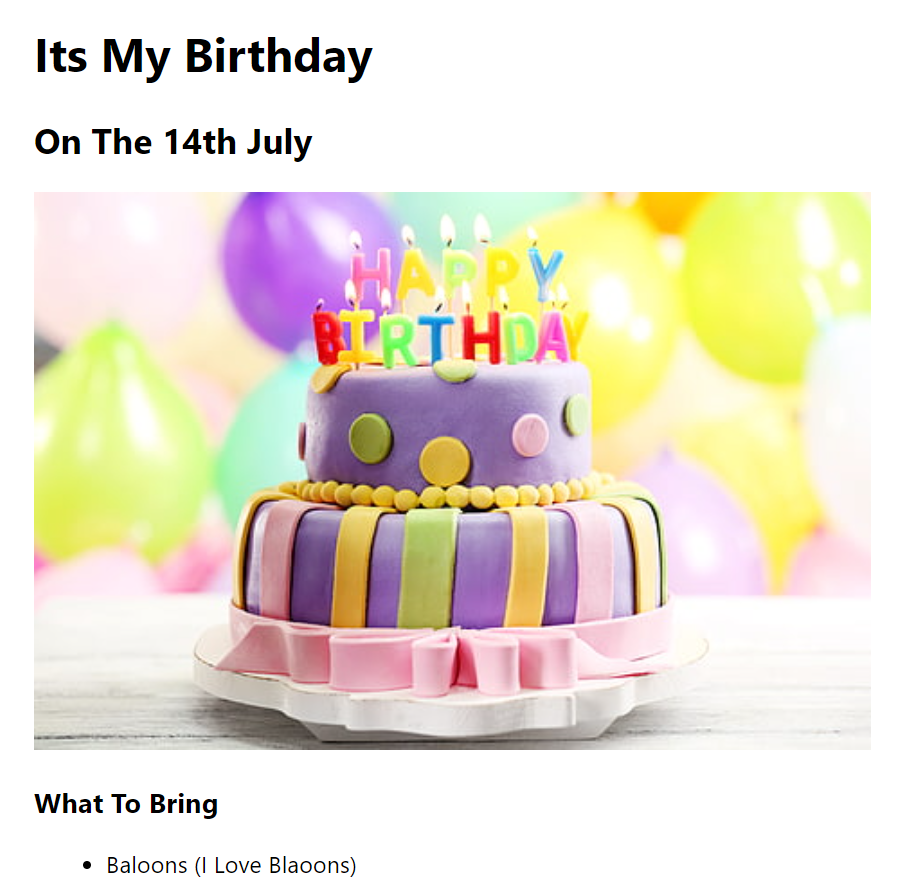 Its My Birthday
On The 14th July
HAPPY
BIRTHDAY
What To Bring
Baloons (I Love Blaoons)